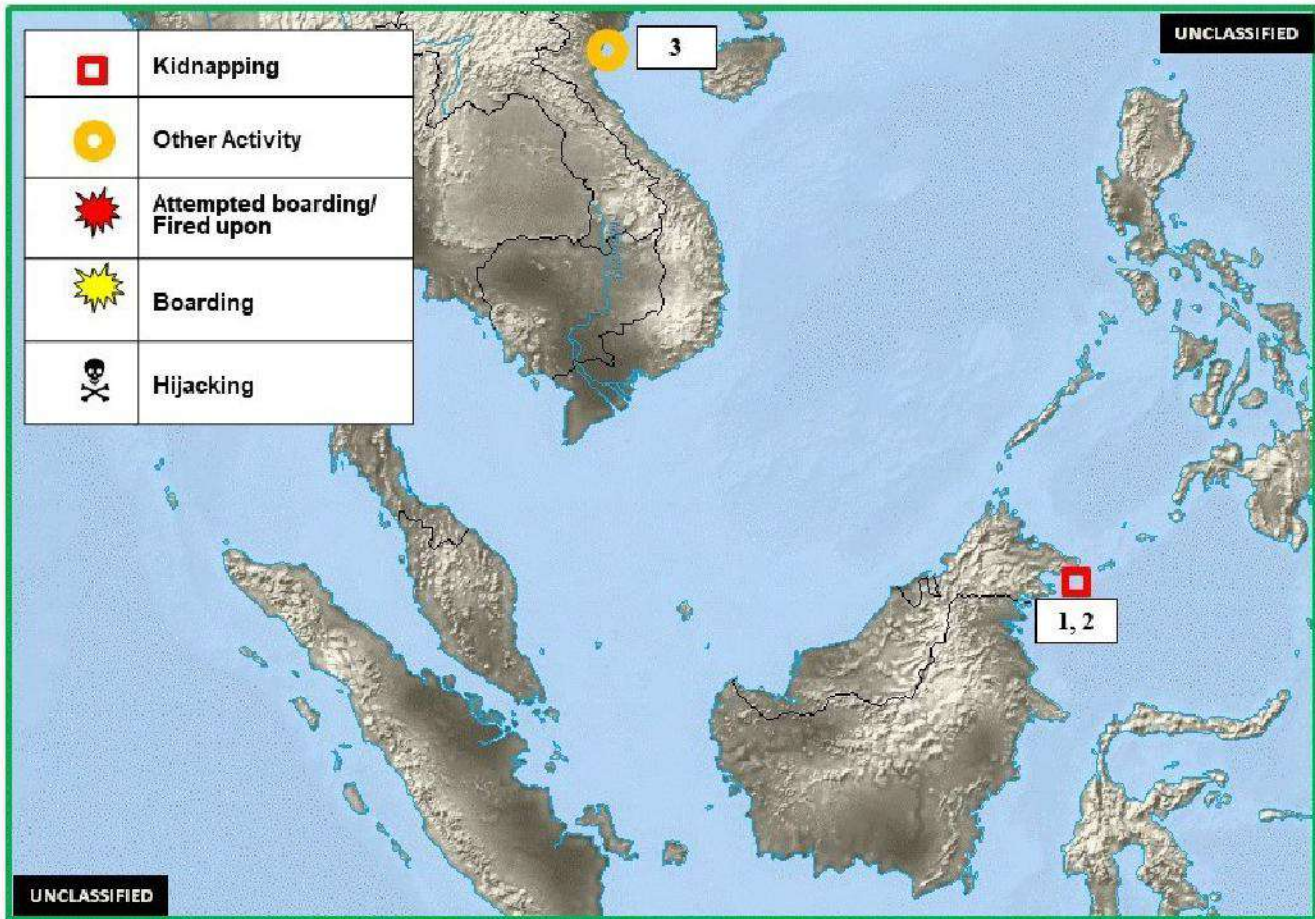 UNCLASSIFIED
3
Kidnapping
Other Activity
Attempted boarding/
Fired upon
Boarding
Hijacking
1, 2
UNCLASSIFIED